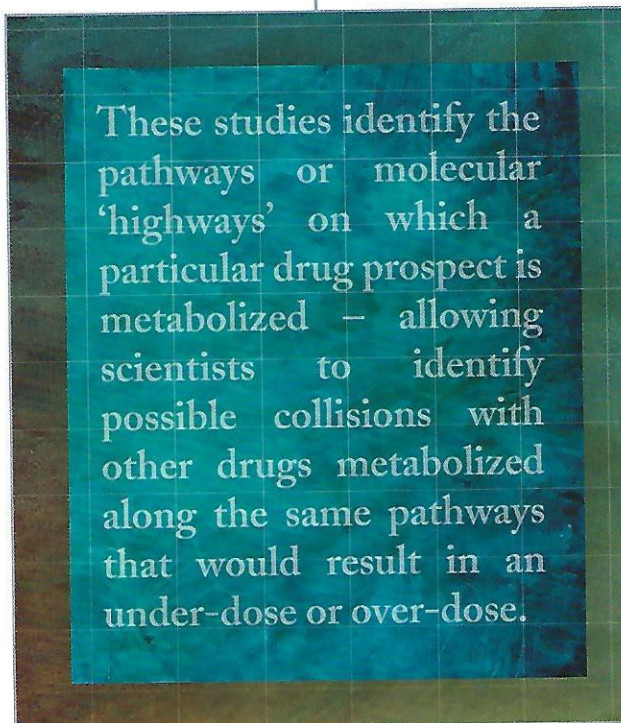 These studies identify the
pathways or molecular
‘highways’ on which a
particular drug prospect is
metabolized – allowing
scientists to identify
possible collisions with
other drugs metabolized
along the same pathways
that would result in an
under-dose or over-dose.